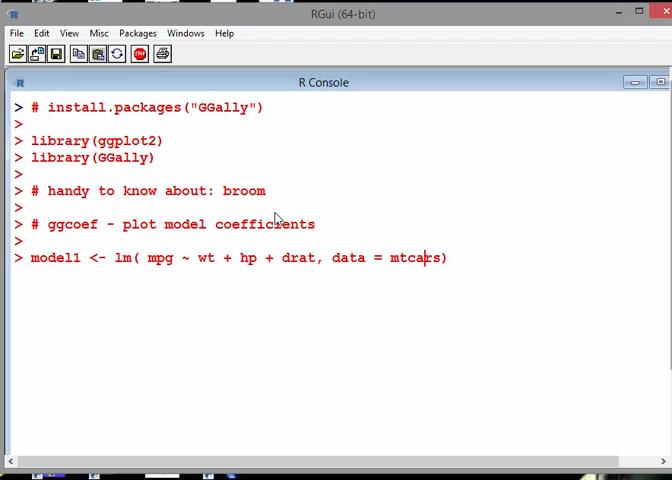 RGui (64-bit)
File Edit View Misc Packages Windows Help
STOP
R Console
> # install.packages("GGally")
>
> library(ggplot2)
> library(GGally)
>
> # handy to know about: broom
>
> # ggcoef - plot model coefficients
>
> model1 <- lm( mpg ~ wt + hp + drat, data = mtcars)